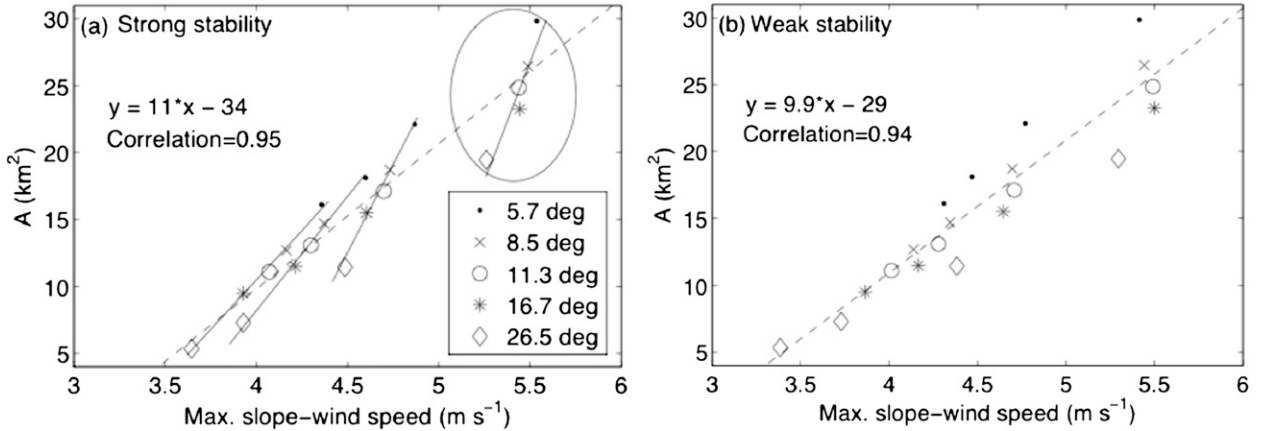 (a) Strong stability
y = 11*x − 34
Correlation=0.95
5.7 deg
8.5 deg
11.3 deg
16.7 deg
26.5 deg
30
25
20
15
10
5
A (km²)
3 3.5 4 4.5 5 5.5 6
Max. slope−wind speed (m s⁻¹)
(b) Weak stability
y = 9.9*x − 29
Correlation=0.94
30
25
20
15
10
5
A (km²)
3 3.5 4 4.5 5 5.5 6
Max. slope−wind speed (m s⁻¹)